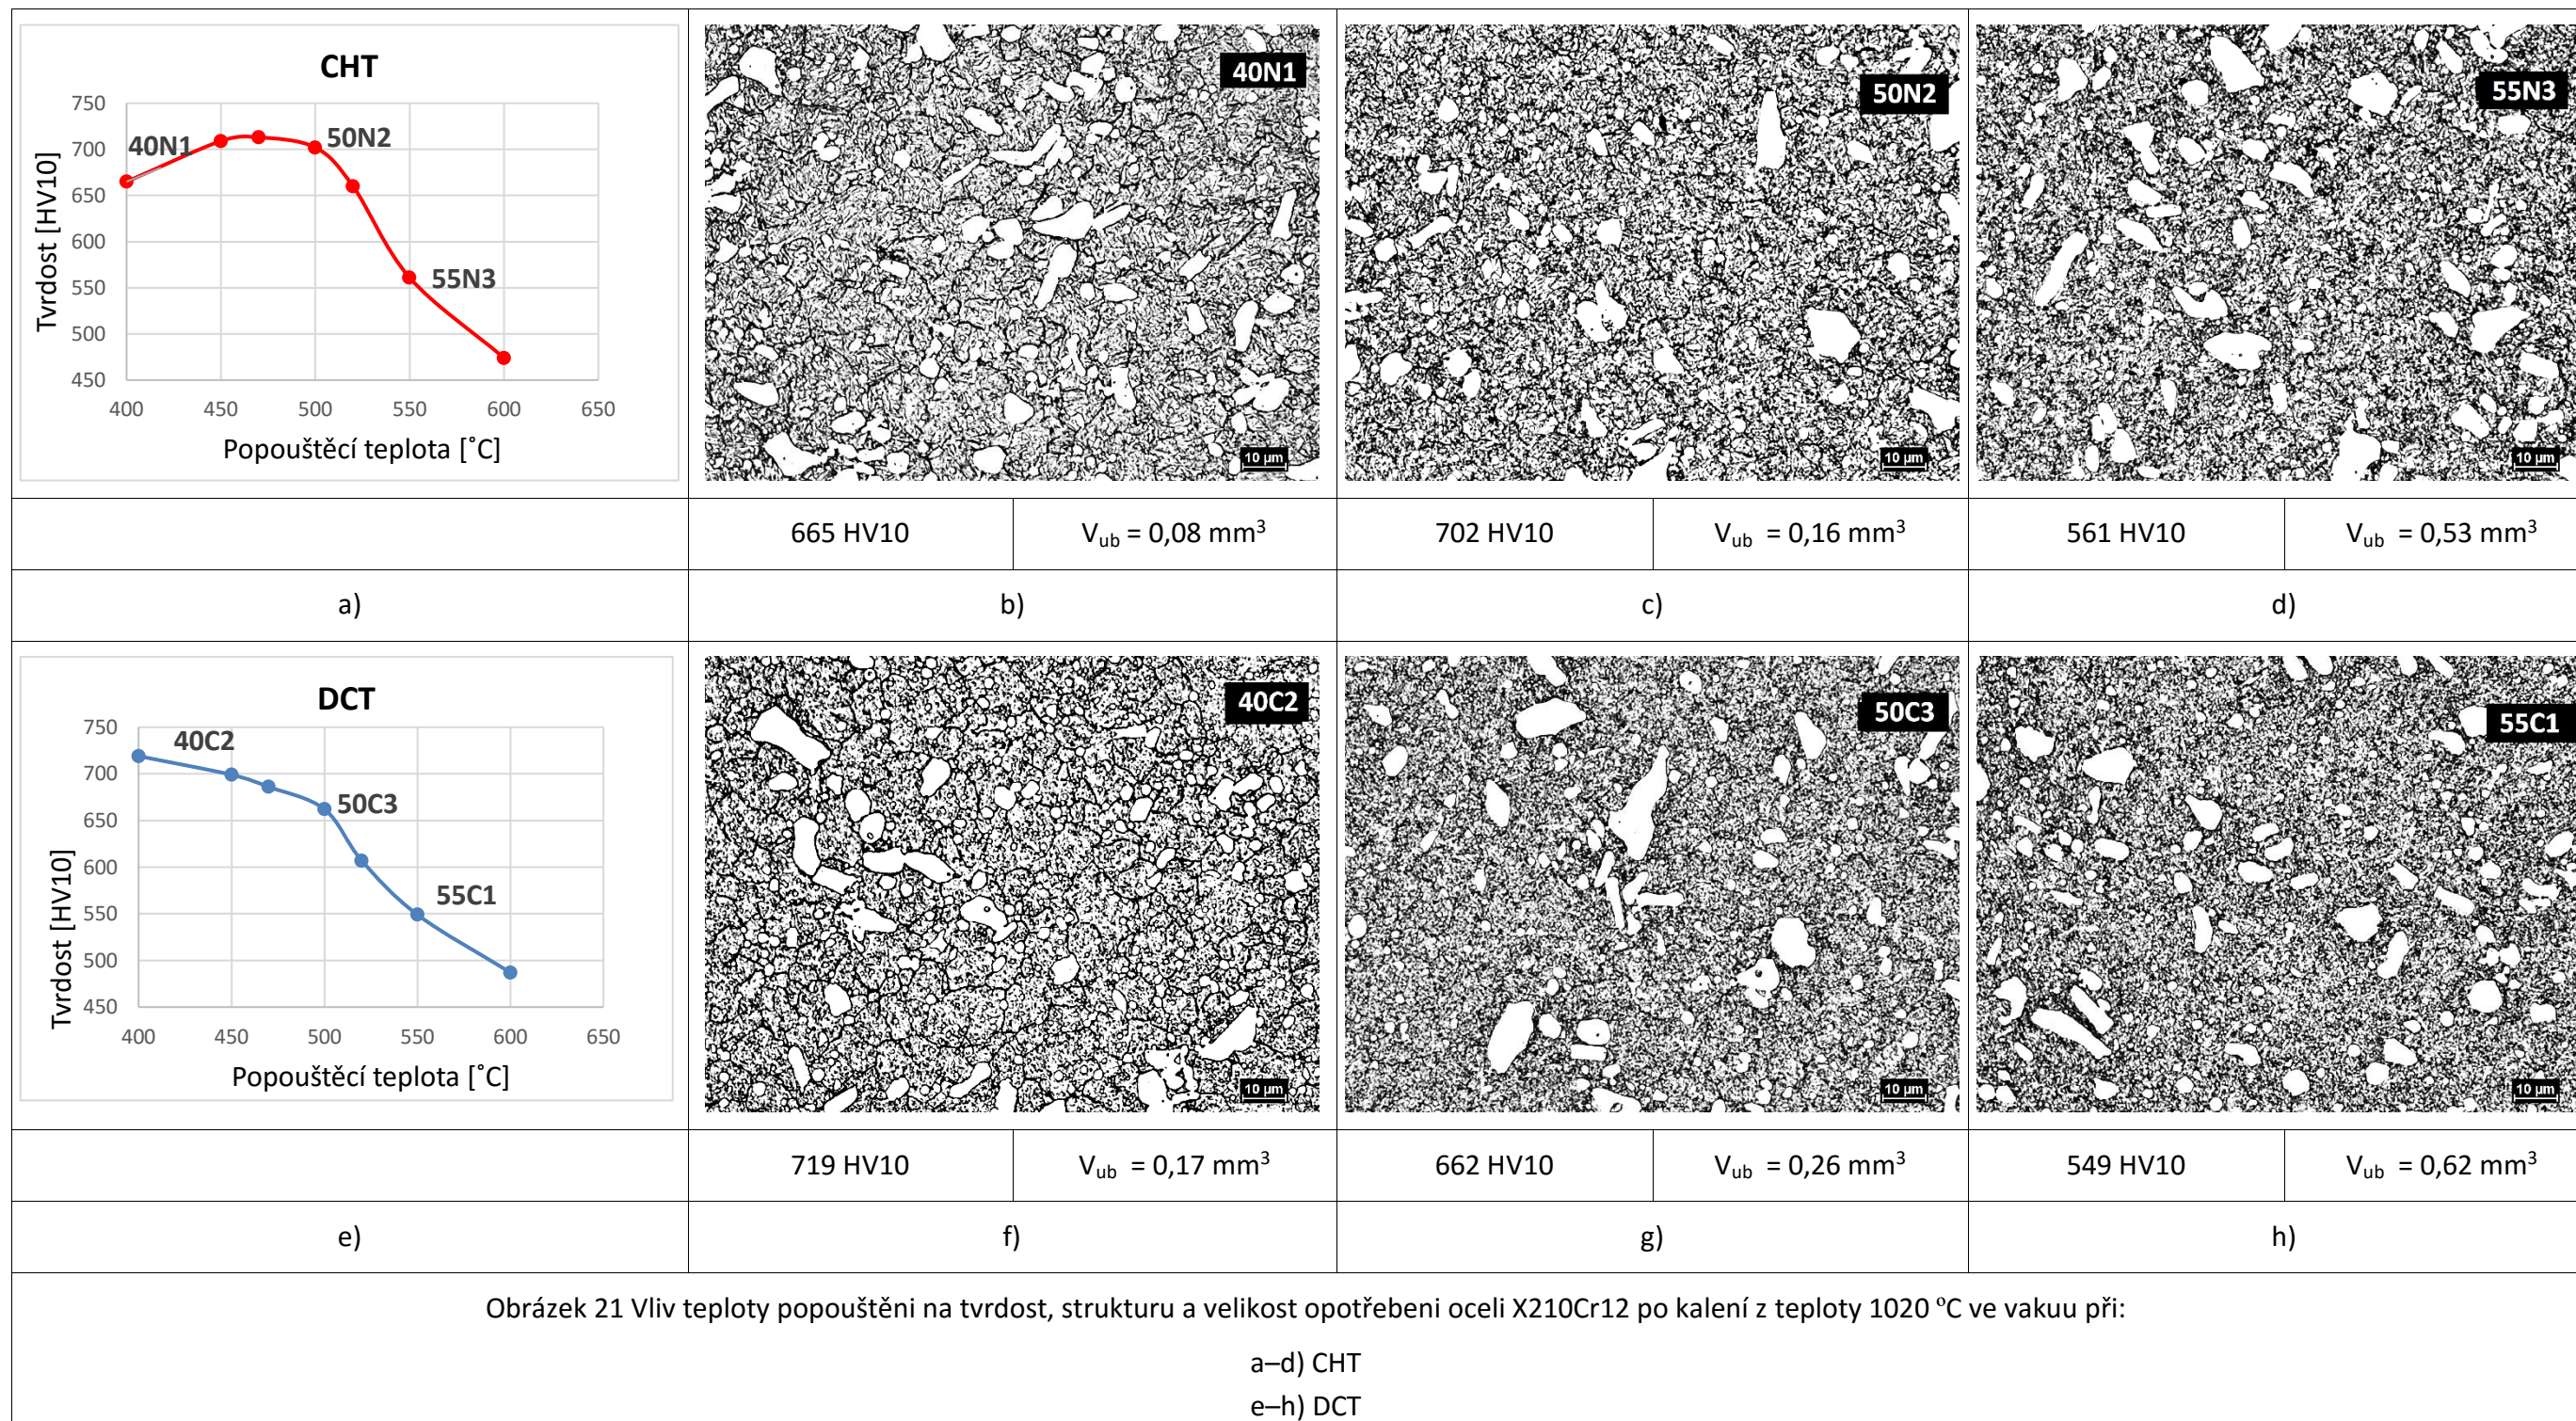 CHT
750
700
650
600
550
500
450
400 450 500 550 600 650
Tvrdost [HV10]
Popouštěcí teplota [˚C]
40N1
50N2
55N3
40N1
10 µm
50N2
10 µm
55N3
10 µm
665 HV10
Vub = 0,08 mm³
702 HV10
Vub = 0,16 mm³
561 HV10
Vub = 0,53 mm³
a)
b)
c)
d)
DCT
750
700
650
600
550
500
450
400 450 500 550 600 650
Tvrdost [HV10]
Popouštěcí teplota [˚C]
40C2
50C3
55C1
40C2
10 µm
50C3
10 µm
55C1
10 µm
719 HV10
Vub = 0,17 mm³
662 HV10
Vub = 0,26 mm³
549 HV10
Vub = 0,62 mm³
e)
f)
g)
h)
Obrázek 21 Vliv teploty popouštěni na tvrdost, strukturu a velikost opotřebeni oceli X210Cr12 po kalení z teploty 1020 ºC ve vakuu při:
a–d) CHT
e–h) DCT